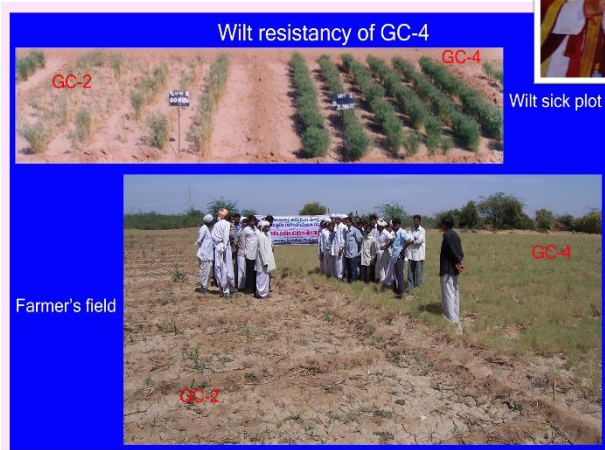 Wilt resistancy of GC-4
GC-2
GC-4
Wilt sick plot
GC-4
Farmer's field
GC-2